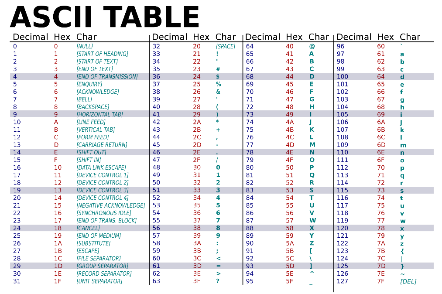 ASCII TABLE
Decimal Hex Char Decimal Hex Char Decimal Hex Char Decimal Hex Char
0 0 [NULL] 32 20 [SPACE] 64 40 @ 96 60 `
1 1 [START OF HEADING] 33 21 ! 65 41 A 97 61 a
2 2 [START OF TEXT] 34 22 " 66 42 B 98 62 b
3 3 [END OF TEXT] 35 23 # 67 43 C 99 63 c
4 4 [END OF TRANSMISSION] 36 24 $ 68 44 D 100 64 d
5 5 [ENQUIRY] 37 25 % 69 45 E 101 65 e
6 6 [ACKNOWLEDGE] 38 26 & 70 46 F 102 66 f
7 7 [BELL] 39 27 ' 71 47 G 103 67 g
8 8 [BACKSPACE] 40 28 ( 72 48 H 104 68 h
9 9 [HORIZONTAL TAB] 41 29 ) 73 49 I 105 69 i
10 A [LINE FEED] 42 2A * 74 4A J 106 6A j
11 B [VERTICAL TAB] 43 2B + 75 4B K 107 6B k
12 C [FORM FEED] 44 2C , 76 4C L 108 6C l
13 D [CARRIAGE RETURN] 45 2D - 77 4D M 109 6D m
14 E [SHIFT OUT] 46 2E . 78 4E N 110 6E n
15 F [SHIFT IN] 47 2F / 79 4F O 111 6F o
16 10 [DATA LINK ESCAPE] 48 30 0 80 50 P 112 70 p
17 11 [DEVICE CONTROL 1] 49 31 1 81 51 Q 113 71 q
18 12 [DEVICE CONTROL 2] 50 32 2 82 52 R 114 72 r
19 13 [DEVICE CONTROL 3] 51 33 3 83 53 S 115 73 s
20 14 [DEVICE CONTROL 4] 52 34 4 84 54 T 116 74 t
21 15 [NEGATIVE ACKNOWLEDGE] 53 35 5 85 55 U 117 75 u
22 16 [SYNCHRONOUS IDLE] 54 36 6 86 56 V 118 76 v
23 17 [END OF TRANS. BLOCK] 55 37 7 87 57 W 119 77 w
24 18 [CANCEL] 56 38 8 88 58 X 120 78 x
25 19 [END OF MEDIUM] 57 39 9 89 59 Y 121 79 y
26 1A [SUBSTITUTE] 58 3A : 90 5A Z 122 7A z
27 1B [ESCAPE] 59 3B ; 91 5B [ 123 7B {
28 1C [FILE SEPARATOR] 60 3C < 92 5C \ 124 7C |
29 1D [GROUP SEPARATOR] 61 3D = 93 5D ] 125 7D }
30 1E [RECORD SEPARATOR] 62 3E > 94 5E ^ 126 7E ~
31 1F [UNIT SEPARATOR] 63 3F ? 95 5F _ 127 7F [DEL]